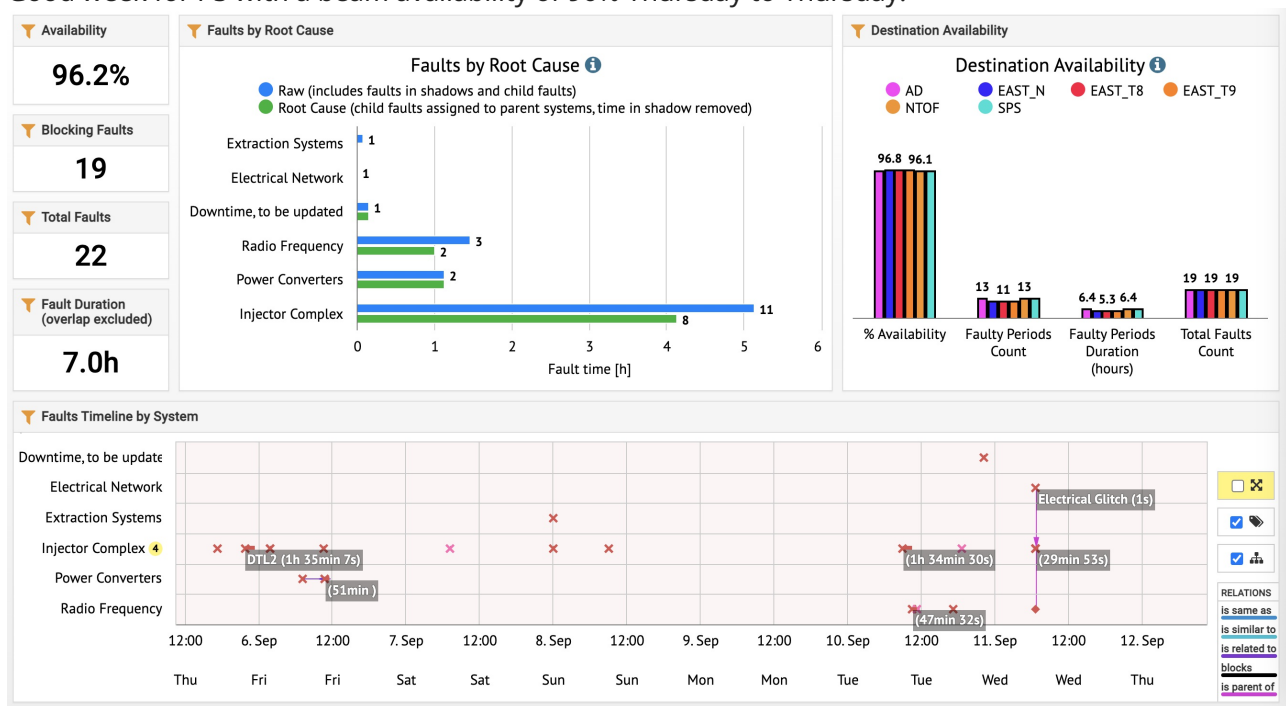 Availability
96.2%
Blocking Faults
19
Total Faults
22
Fault Duration
(overlap excluded)
7.0h
Faults by Root Cause
Faults by Root Cause
Raw (includes faults in shadows and child faults)
Root Cause (child faults assigned to parent systems, time in shadow removed)
Extraction Systems 1
Electrical Network 1
Downtime, to be updated 1
Radio Frequency 3
2
Power Converters 2
Injector Complex 11
8
0 1 2 3 4 5 6
Fault time [h]
Destination Availability
Destination Availability
AD EAST_N EAST_T8 EAST_T9
NTOF SPS
96.8 96.1
13 11 13
6.4 5.3 6.4
19 19 19
% Availability
Faulty Periods
Count
Faulty Periods
Duration
(hours)
Total Faults
Count
Faults Timeline by System
Downtime, to be update
Electrical Network
Electrical Glitch (1s)
Extraction Systems
Injector Complex 4
DTL2 (1h 35min 7s) (1h 34min 30s) (29min 53s)
Power Converters
(51min )
Radio Frequency
(47min 32s)
12:00 6. Sep 12:00 7. Sep 12:00 8. Sep 12:00 9. Sep 12:00 10. Sep 12:00 11. Sep 12:00 12. Sep
Thu Fri Fri Sat Sat Sun Sun Mon Mon Tue Tue Wed Wed Thu
RELATIONS
is same as
is similar to
is related to
blocks
is parent of